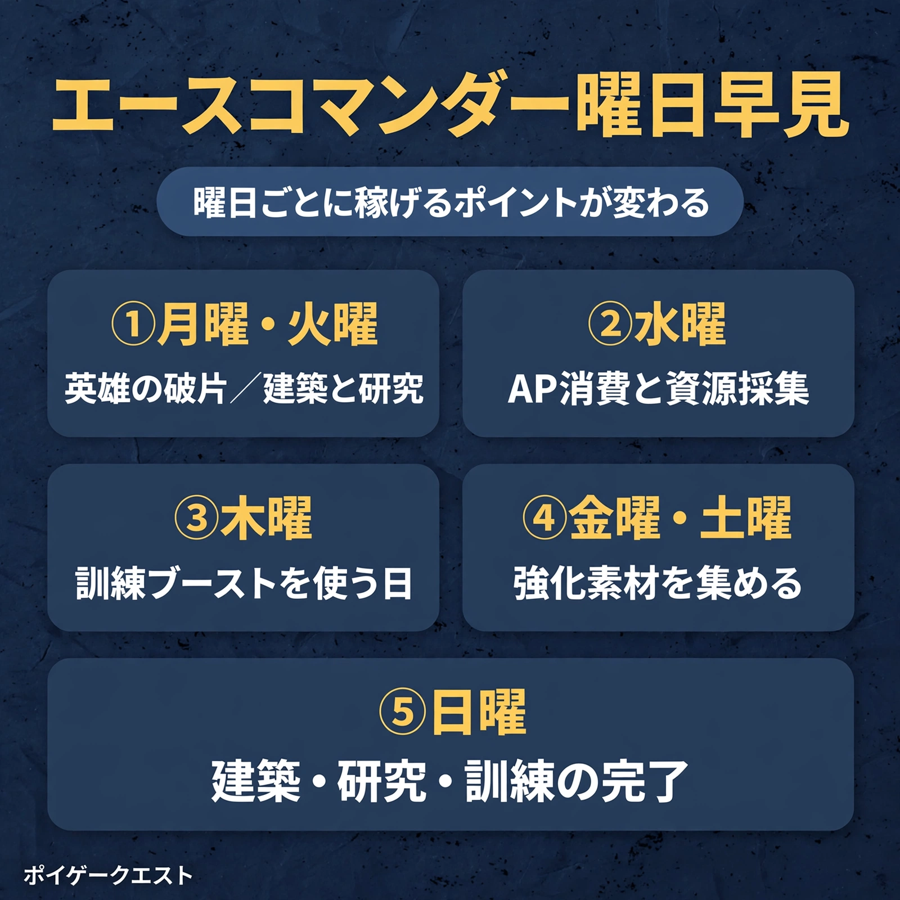 エースコマンダー曜日早見
曜日ごとに稼げるポイントが変わる
①月曜・火曜
英雄の破片／建築と研究
②水曜
AP消費と資源採集
③木曜
訓練ブーストを使う日
④金曜・土曜
強化素材を集める
⑤日曜
建築・研究・訓練の完了
ポイゲークエスト